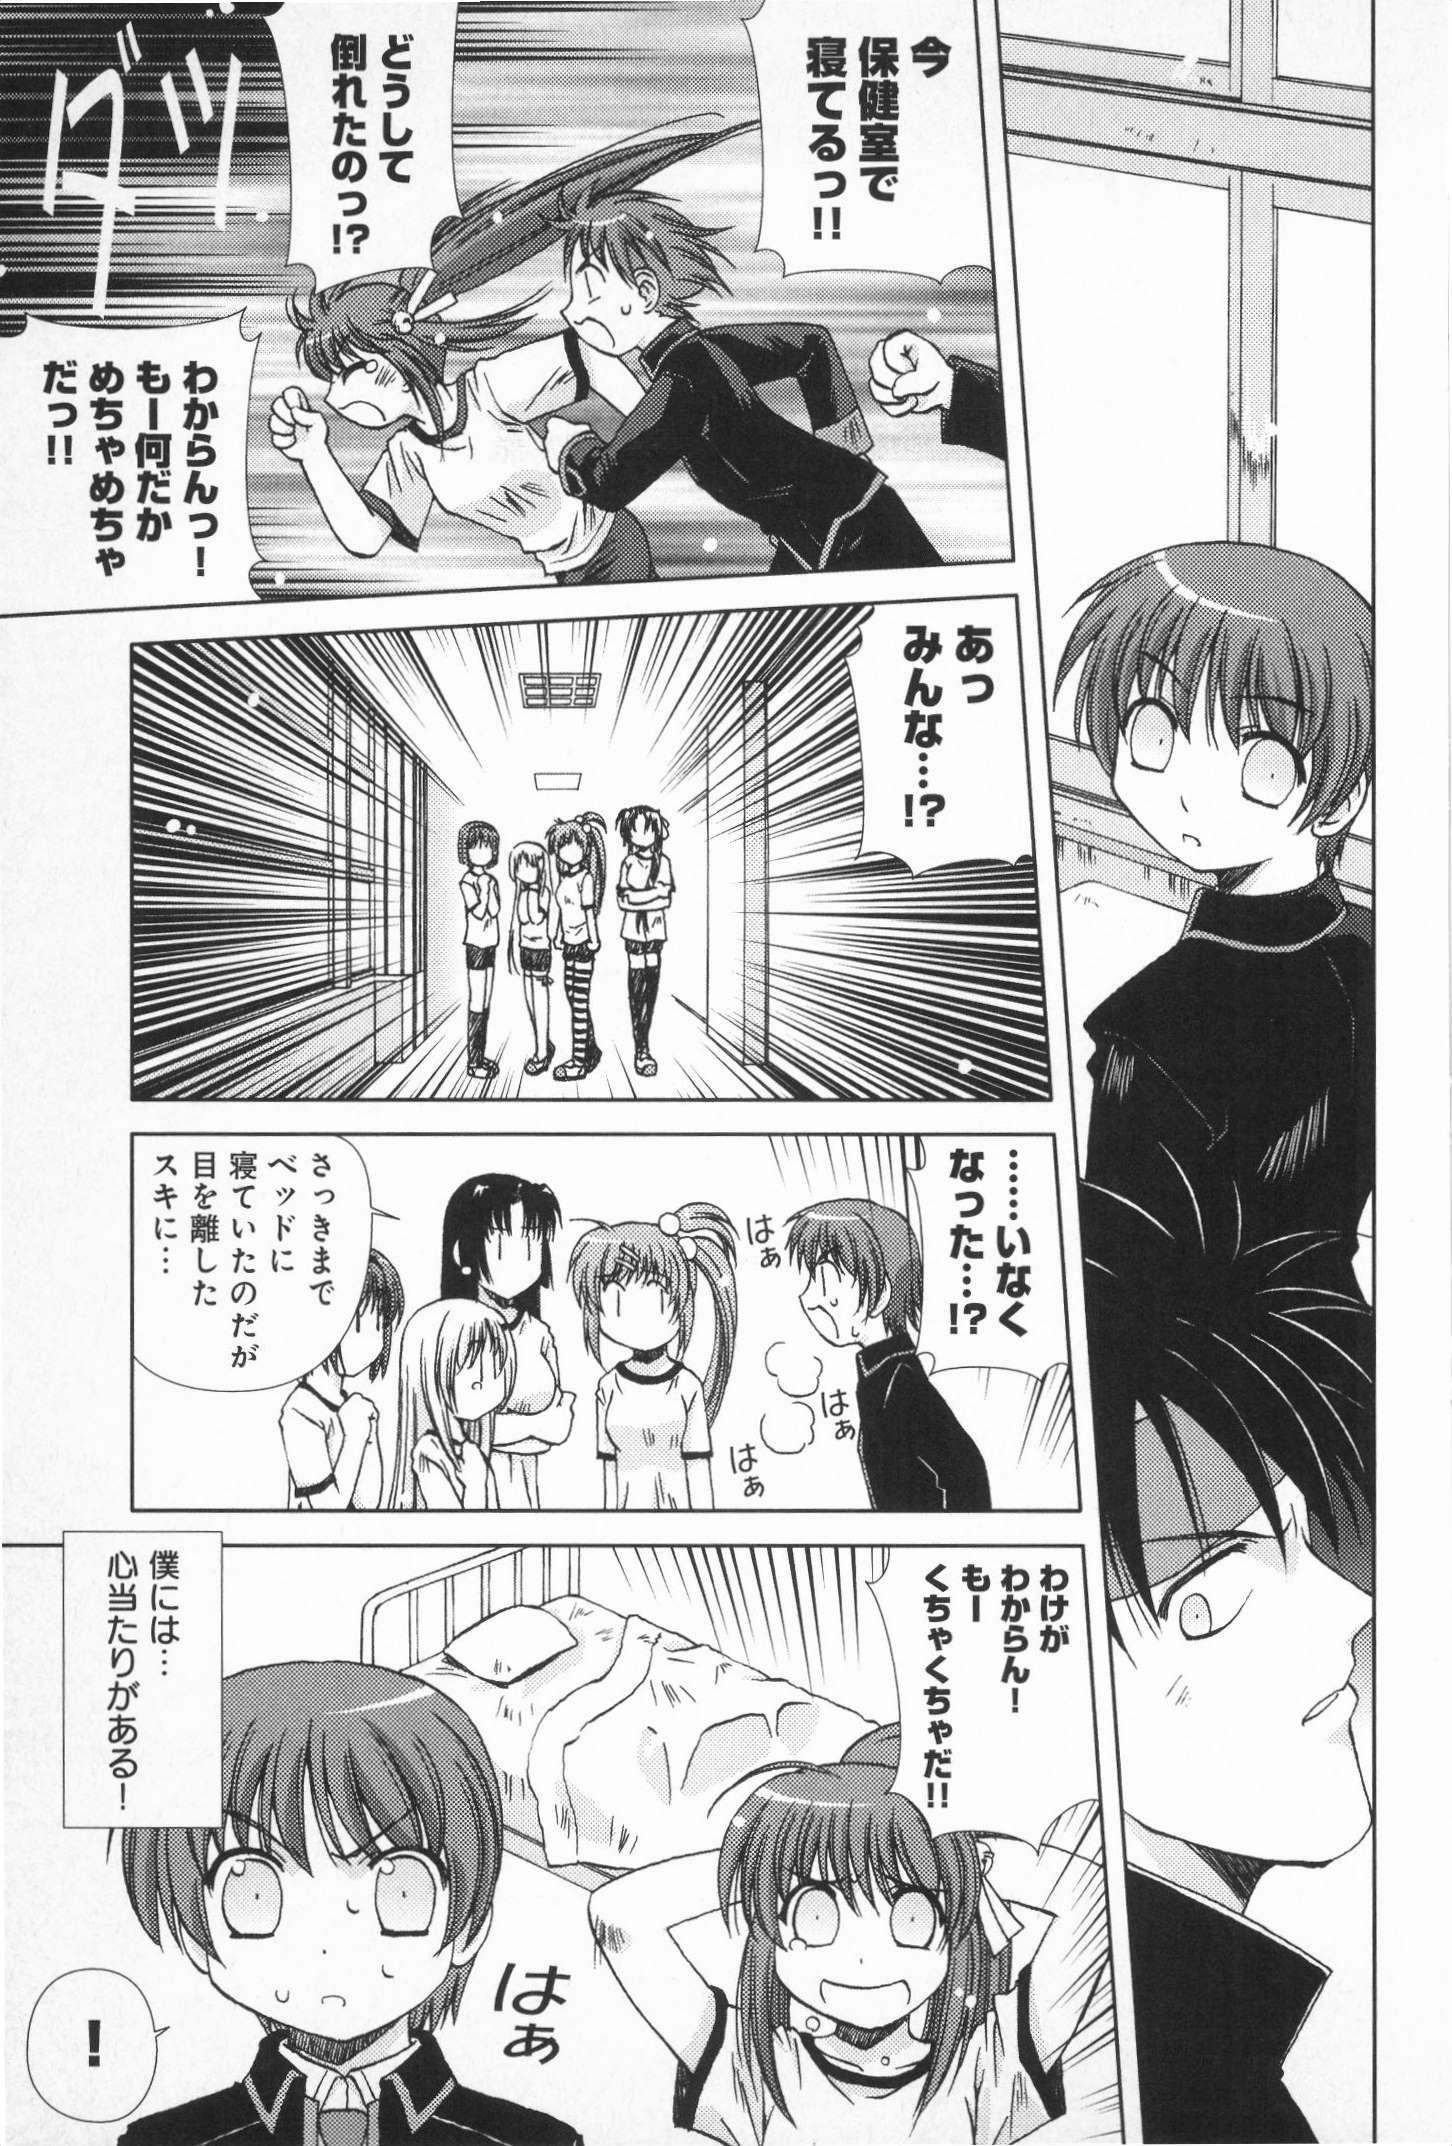 今
保健室で
寝てるっ!!
どうして
倒れたのっ!?
わからんっ!
もー何だか
めちゃめちゃ
だっ!!
ダッ
あっ
みんな…!?
……いなく
なった…!?
はぁ
はぁ
はぁ
さっきまで
ベッドに
寝ていたのだが
目を離した
スキに…
わけが
わからん!
もー
くちゃくちゃだ!!
はぁ
僕には…
心当たりがある!
!